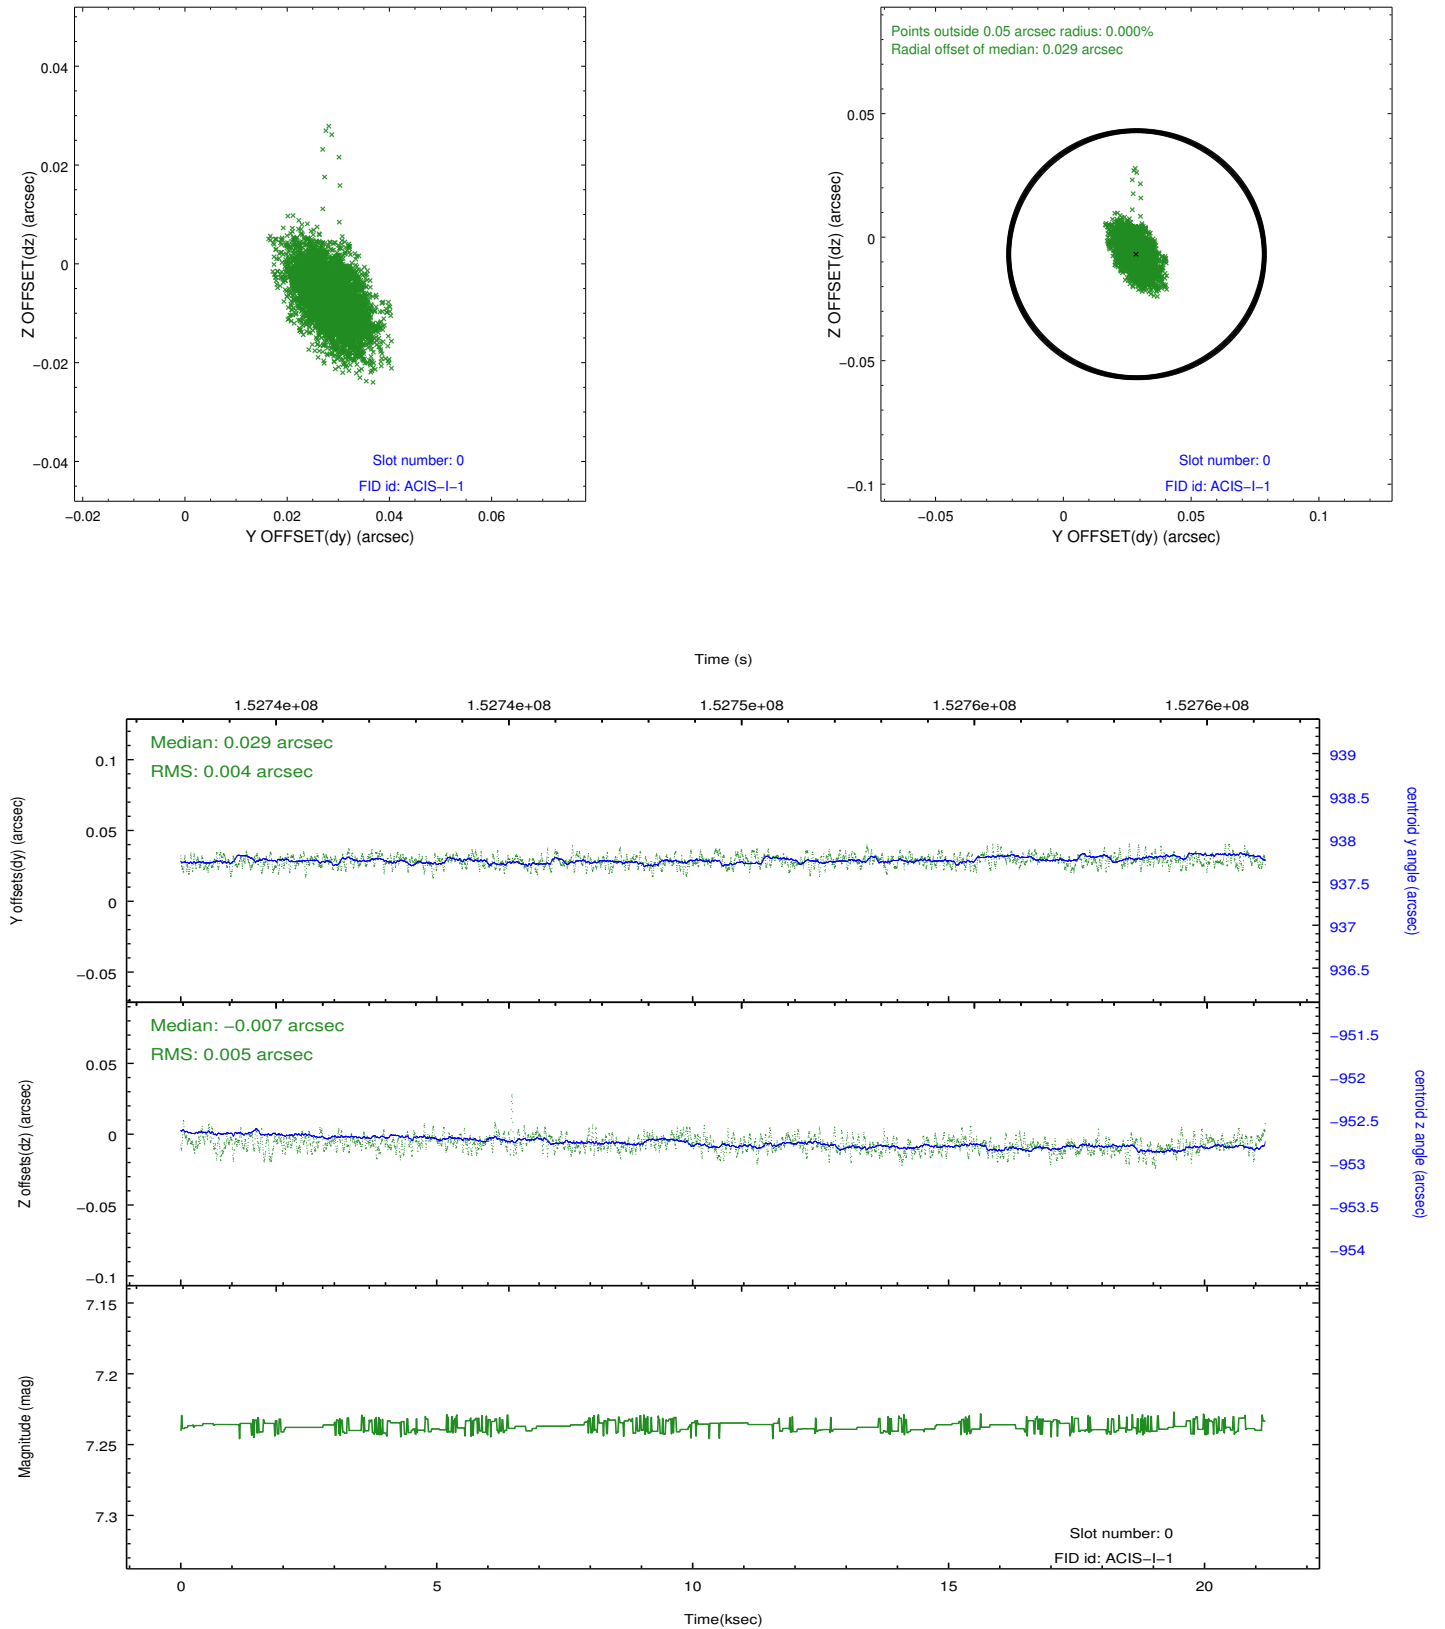 0.04
0.02
0
−0.02
−0.04
Z OFFSET(dz) (arcsec)
Slot number: 0
FID id: ACIS−I−1
−0.02 0 0.02 0.04 0.06
Y OFFSET(dy) (arcsec)
Points outside 0.05 arcsec radius: 0.000%
Radial offset of median: 0.029 arcsec
0.05
0
−0.05
−0.1
Z OFFSET(dz) (arcsec)
Slot number: 0
FID id: ACIS−I−1
−0.05 0 0.05 0.1
Y OFFSET(dy) (arcsec)
Time (s)
1.5274e+08 1.5274e+08 1.5275e+08 1.5276e+08 1.5276e+08
Median: 0.029 arcsec
RMS: 0.004 arcsec
0.1
0.05
0
−0.05
Y offsets(dy) (arcsec)
939
938.5
938
937.5
937
936.5
centroid y angle (arcsec)
Median: −0.007 arcsec
RMS: 0.005 arcsec
0.05
0
−0.05
−0.1
Z offsets(dz) (arcsec)
−951.5
−952
−952.5
−953
−953.5
−954
centroid z angle (arcsec)
7.15
7.2
7.25
7.3
Magnitude (mag)
Slot number: 0
FID id: ACIS−I−1
0 5 10 15 20
Time(ksec)